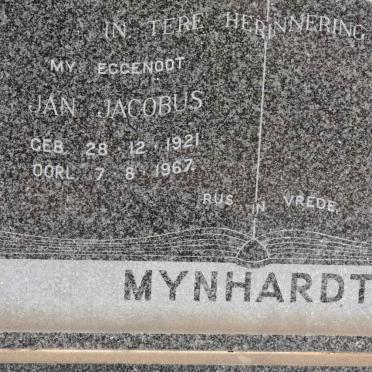 IN TERE HERINNERING
MY EGGENOOT
JAN JACOBUS
GEB. 28. 12. 1921
OORL. 7. 8. 1967.
RUS IN VREDE.
MYNHARDT